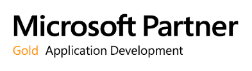 Microsoft Partner
Gold Application Development